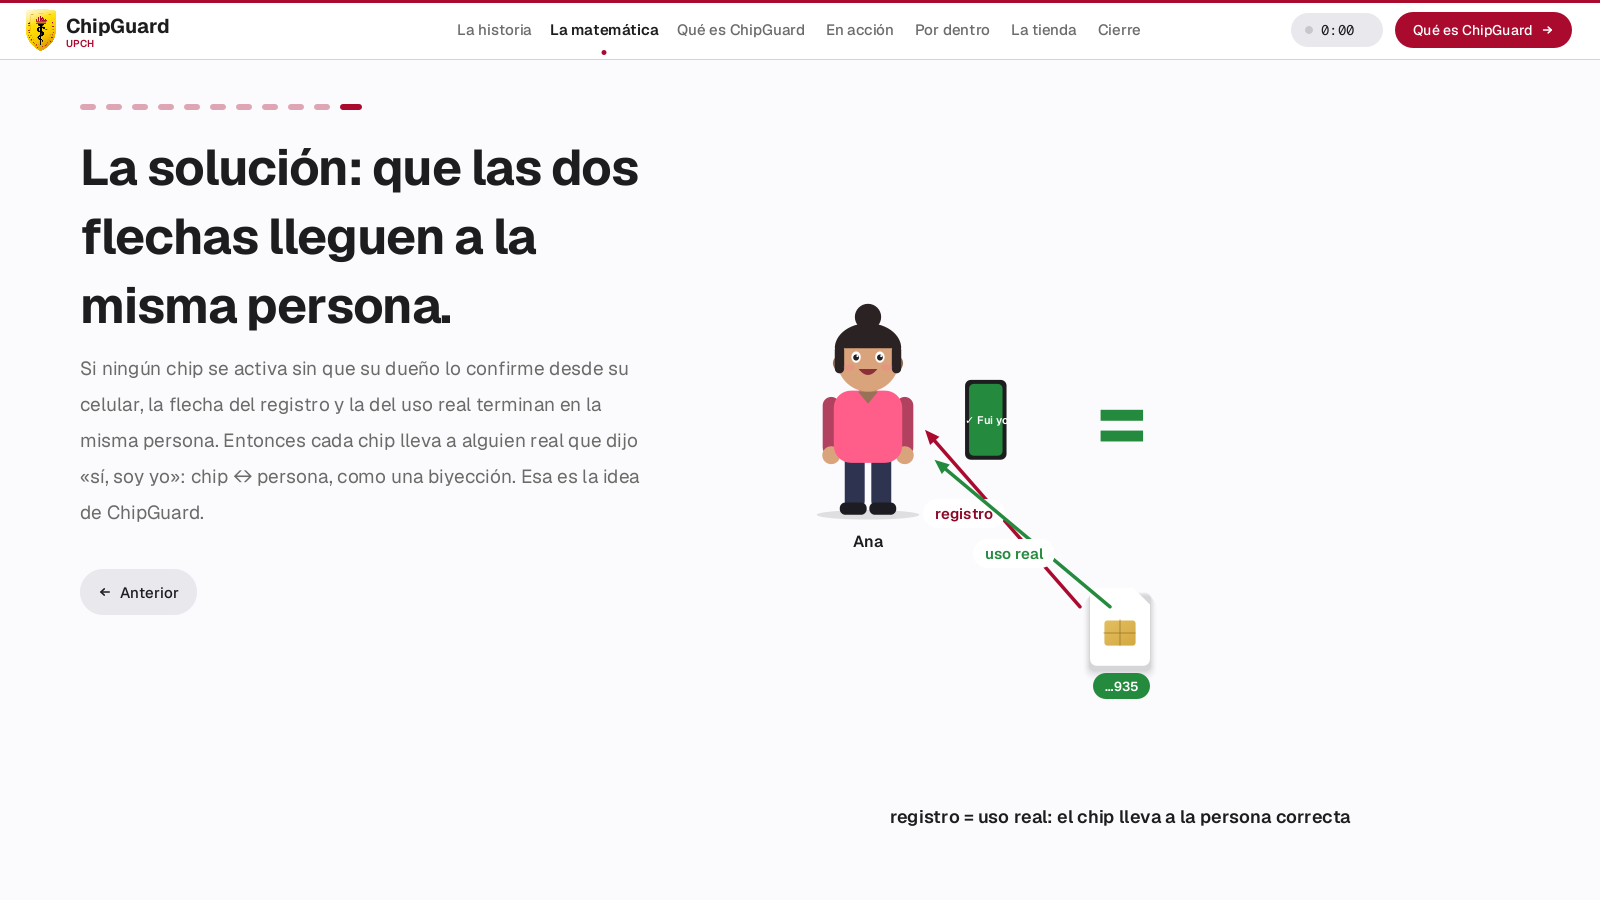 ChipGuard
UPCH
La historia
La matemática
Qué es ChipGuard
En acción
Por dentro
La tienda
Cierre
0:00
Qué es ChipGuard →
La solución: que las dos
flechas lleguen a la
misma persona.
Si ningún chip se activa sin que su dueño lo confirme desde su
celular, la flecha del registro y la del uso real terminan en la
misma persona. Entonces cada chip lleva a alguien real que dijo
«sí, soy yo»: chip ↔ persona, como una biyección. Esa es la idea
de ChipGuard.
← Anterior
✓ Fui yo
=
registro
uso real
Ana
…935
registro = uso real: el chip lleva a la persona correcta